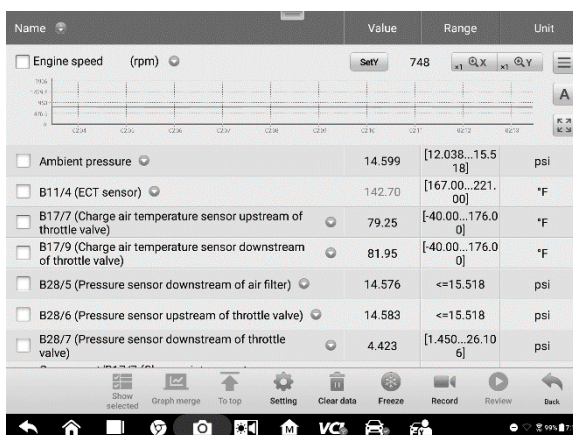 Name Value Range Unit
Engine speed (rpm) SetY 748 x1 X x1 Y
A
Ambient pressure 14.599 [12.038...15.5
18] psi
B11/4 (ECT sensor) 142.70 [167.00...221.
00] °F
B17/7 (Charge air temperature sensor upstream of
throttle valve) 79.25 [-40.00...176.0
0] °F
B17/9 (Charge air temperature sensor downstream
of throttle valve) 81.95 [-40.00...176.0
0] °F
B28/5 (Pressure sensor downstream of air filter) 14.576 <=15.518 psi
B28/6 (Pressure sensor upstream of throttle valve) 14.583 <=15.518 psi
B28/7 (Pressure sensor downstream of throttle
valve) 4.423 [1.450...26.10
6] psi
Show
selected Graph merge To top Setting Clear data Freeze Record Review Back
M VC 99%